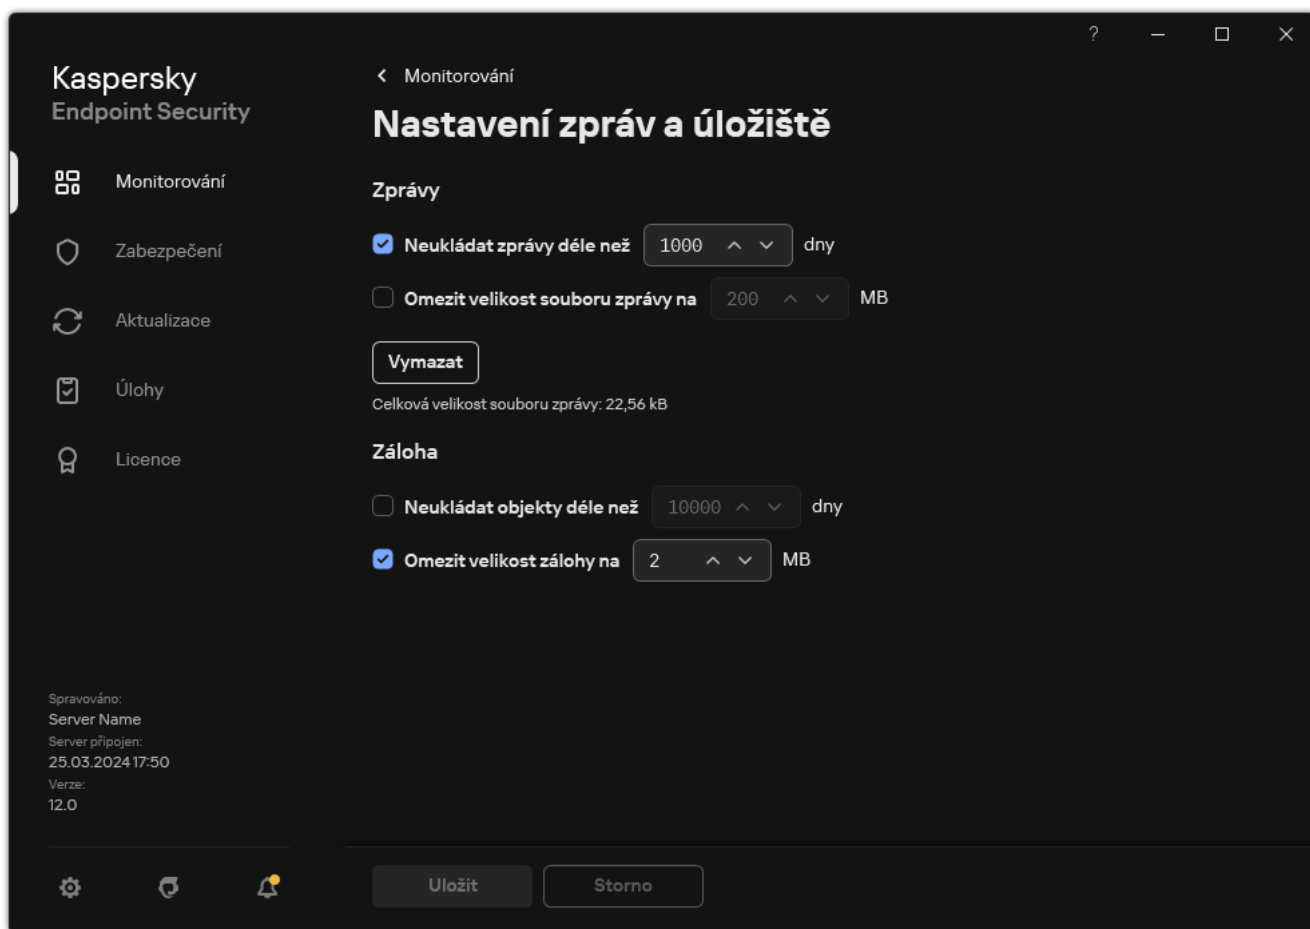 ?
Kaspersky
Endpoint Security
Monitorování
Zabezpečení
Aktualizace
Úlohy
Licence
Spravováno:
Server Name
Server připojen:
25.03.2024 17:50
Verze:
12.0
Monitorování
Nastavení zpráv a úložiště
Zprávy
Neukládat zprávy déle než 1000 dny
Omezit velikost souboru zprávy na 200 MB
Vymazat
Celková velikost souboru zprávy: 22,56 kB
Záloha
Neukládat objekty déle než 10000 dny
Omezit velikost zálohy na 2 MB
Uložit Storno